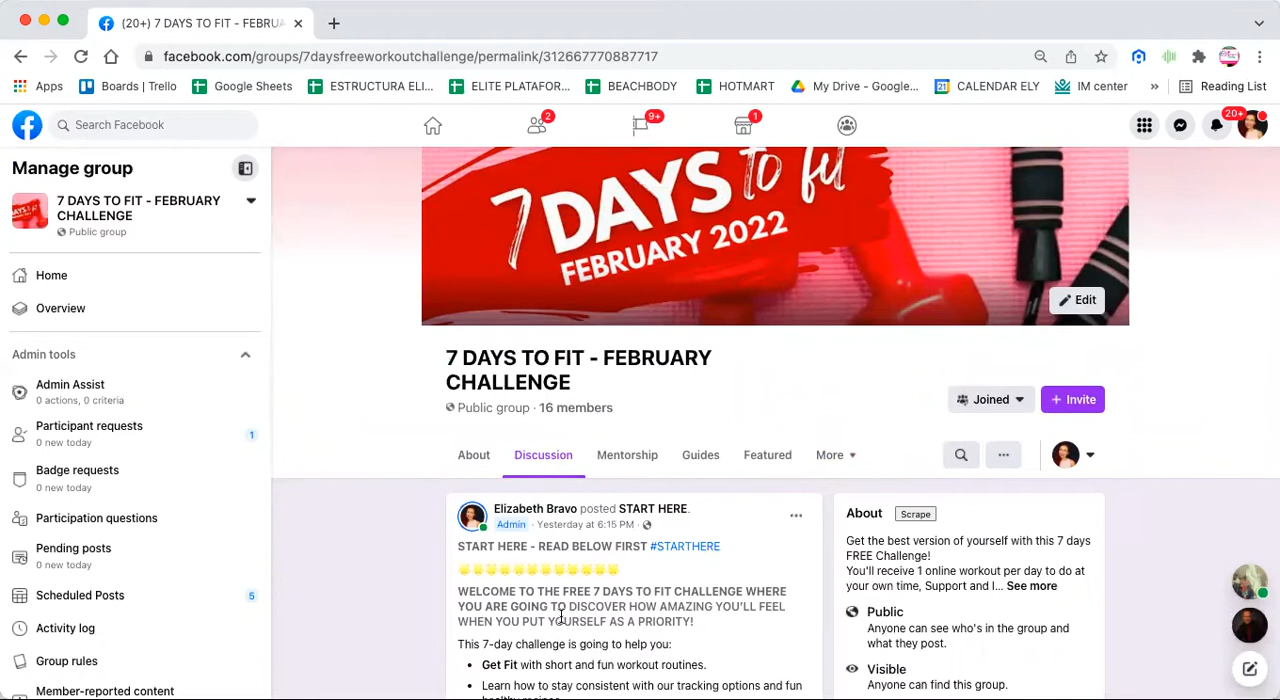 (20+) 7 DAYS TO FIT - FEBRUA
facebook.com/groups/7daysfreeworkoutchallenge/permalink/312667770887717
Apps Boards | Trello Google Sheets ESTRUCTURA ELI... ELITE PLATAFOR... BEACHBODY HOTMART My Drive - Google... CALENDAR ELY IM center » Reading List
Search Facebook 2 9+ 1 20+
Manage group
7 DAYS TO FIT - FEBRUARY
CHALLENGE
Public group
Home
Overview
Admin tools
Admin Assist
0 actions, 0 criteria
Participant requests 1
0 new today
Badge requests
0 new today
Participation questions
Pending posts
0 new today
Scheduled Posts 5
Activity log
Group rules
Member-reported content
7 DAYS to fit
FEBRUARY 2022
Edit
7 DAYS TO FIT - FEBRUARY
CHALLENGE
Public group · 16 members
Joined + Invite
About Discussion Mentorship Guides Featured More
Elizabeth Bravo posted START HERE.
Admin · Yesterday at 6:15 PM ·
START HERE - READ BELOW FIRST #STARTHERE
WELCOME TO THE FREE 7 DAYS TO FIT CHALLENGE WHERE
YOU ARE GOING TO DISCOVER HOW AMAZING YOU'LL FEEL
WHEN YOU PUT YOURSELF AS A PRIORITY!
This 7-day challenge is going to help you:
• Get Fit with short and fun workout routines.
• Learn how to stay consistent with our tracking options and fun
About Scrape
Get the best version of yourself with this 7 days
FREE Challenge!
You'll receive 1 online workout per day to do at
your own time, Support and I... See more
Public
Anyone can see who's in the group and
what they post.
Visible
Anyone can find this group.